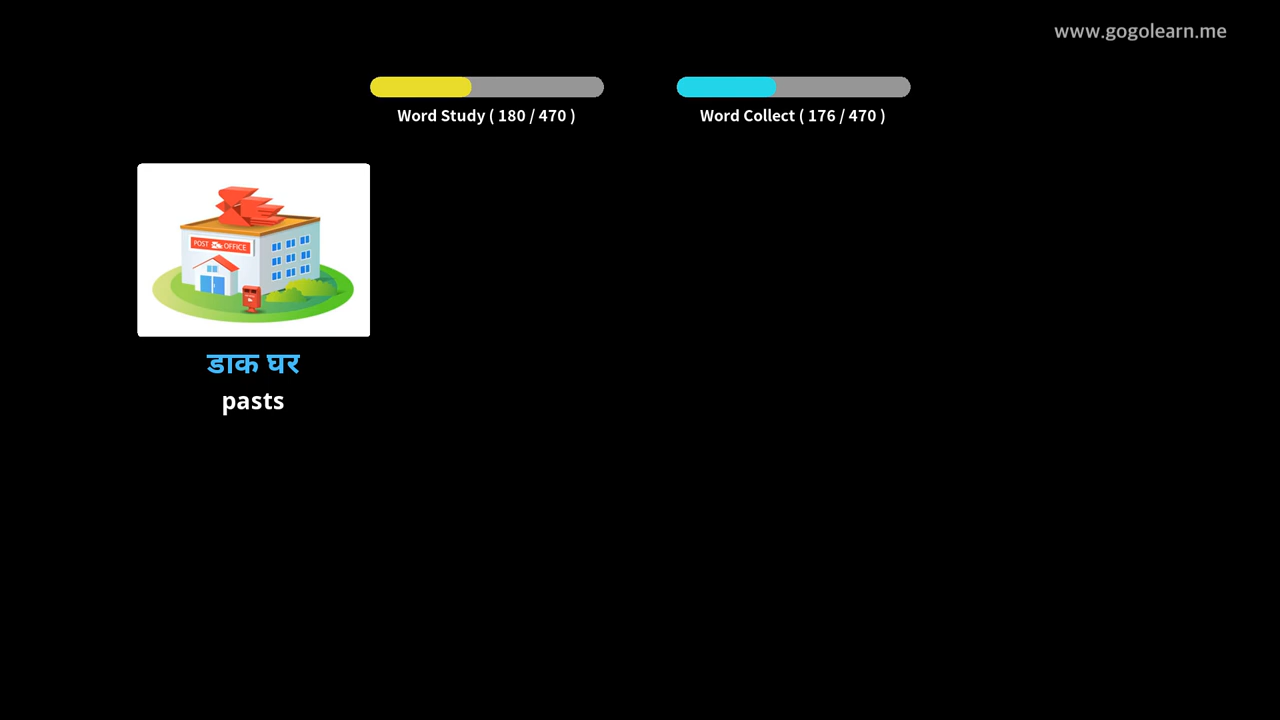 www.gogolearn.me
Word Study ( 180 / 470 )
Word Collect ( 176 / 470 )
POST OFFICE
डाक घर
pasts